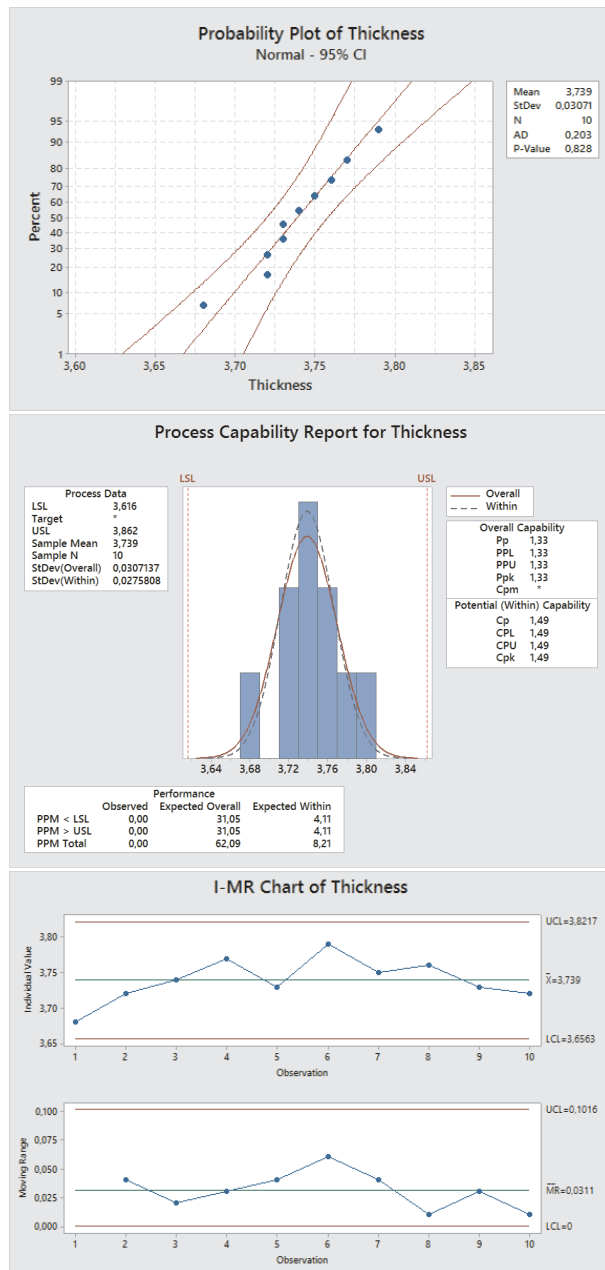 Probability Plot of Thickness
Normal - 95% CI
99
95
90
80
70
60
50
40
30
20
10
5
1
Percent
3,60 3,65 3,70 3,75 3,80 3,85
Thickness
Mean 3,739
StDev 0,03071
N 10
AD 0,203
P-Value 0,828
Process Capability Report for Thickness
LSL USL
Process Data
LSL 3,616
Target *
USL 3,862
Sample Mean 3,739
Sample N 10
StDev(Overall) 0,0307137
StDev(Within) 0,0275808
Overall
Within
Overall Capability
Pp 1,33
PPL 1,33
PPU 1,33
Ppk 1,33
Cpm *
Potential (Within) Capability
Cp 1,49
CPL 1,49
CPU 1,49
Cpk 1,49
3,64 3,68 3,72 3,76 3,80 3,84
Performance
Observed Expected Overall Expected Within
PPM < LSL 0,00 31,05 4,11
PPM > USL 0,00 31,05 4,11
PPM Total 0,00 62,09 8,21
I-MR Chart of Thickness
UCL=3,8217
X̄=3,739
LCL=3,6563
3,80
3,75
3,70
3,65
Individual Value
1 2 3 4 5 6 7 8 9 10
Observation
UCL=0,1016
M̅R̅=0,0311
LCL=0
0,100
0,075
0,050
0,025
0,000
Moving Range
1 2 3 4 5 6 7 8 9 10
Observation